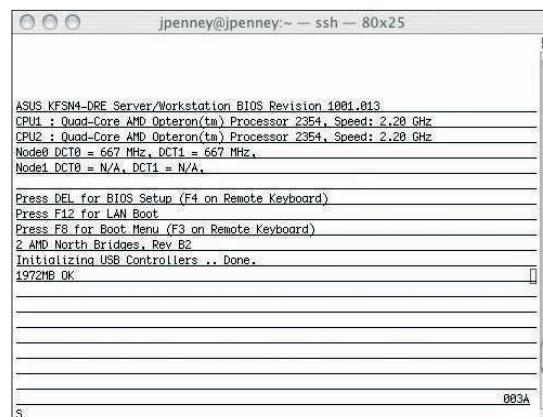 jpenney@jpenney:~ — ssh — 80x25
ASUS KFSN4-DRE Server/Workstation BIOS Revision 1001.013
CPU1 : Quad-Core AMD Opteron(tm) Processor 2354, Speed: 2.20 GHz
CPU2 : Quad-Core AMD Opteron(tm) Processor 2354, Speed: 2.20 GHz
Node0 DCT0 = 667 MHz, DCT1 = 667 MHz,
Node1 DCT0 = N/A, DCT1 = N/A,
Press DEL for BIOS Setup (F4 on Remote Keyboard)
Press F12 for LAN Boot
Press F8 for Boot Menu (F3 on Remote Keyboard)
2 AMD North Bridges, Rev B2
Initializing USB Controllers .. Done.
1972MB OK
003A
S